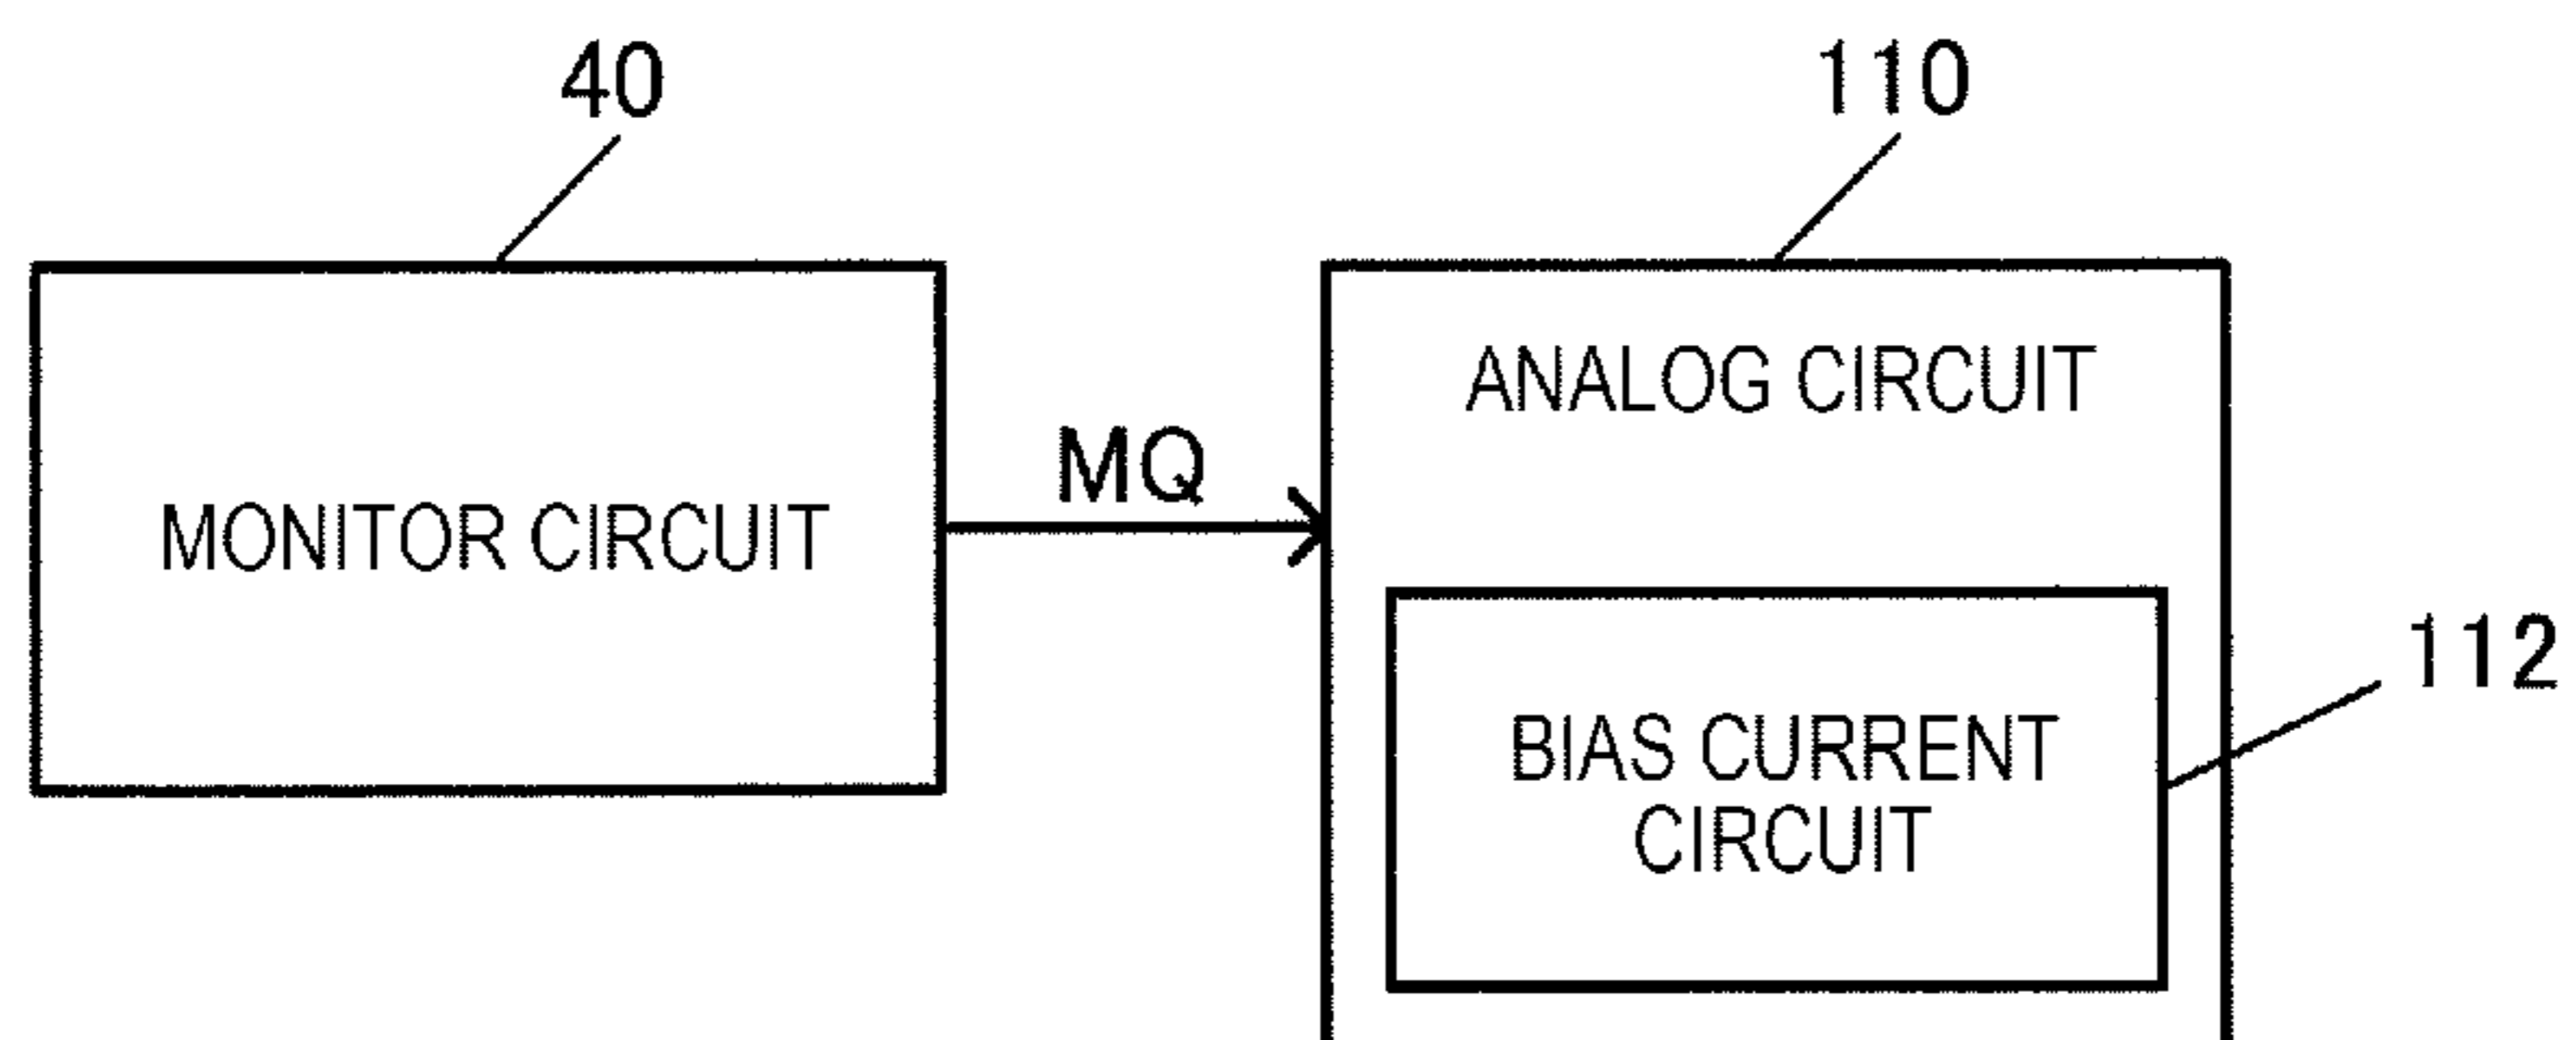 40
110
ANALOG CIRCUIT
MQ
MONITOR CIRCUIT
112
BIAS CURRENT
CIRCUIT